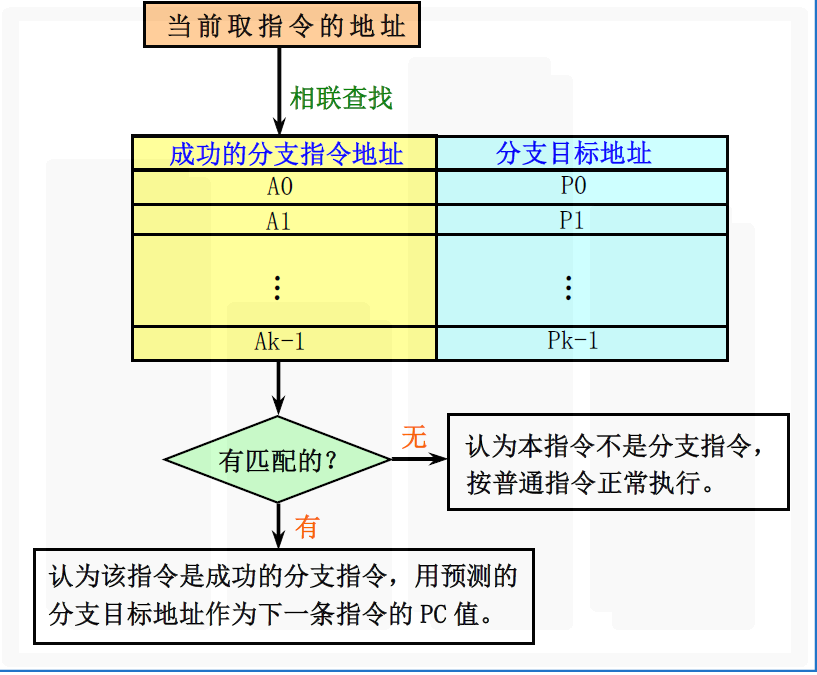 当前取指令的地址
相联查找
成功的分支指令地址 分支目标地址
A0 P0
A1 P1
⋮ ⋮
Ak-1 Pk-1
有匹配的？
无
认为本指令不是分支指令，
按普通指令正常执行。
有
认为该指令是成功的分支指令，用预测的
分支目标地址作为下一条指令的 PC 值。